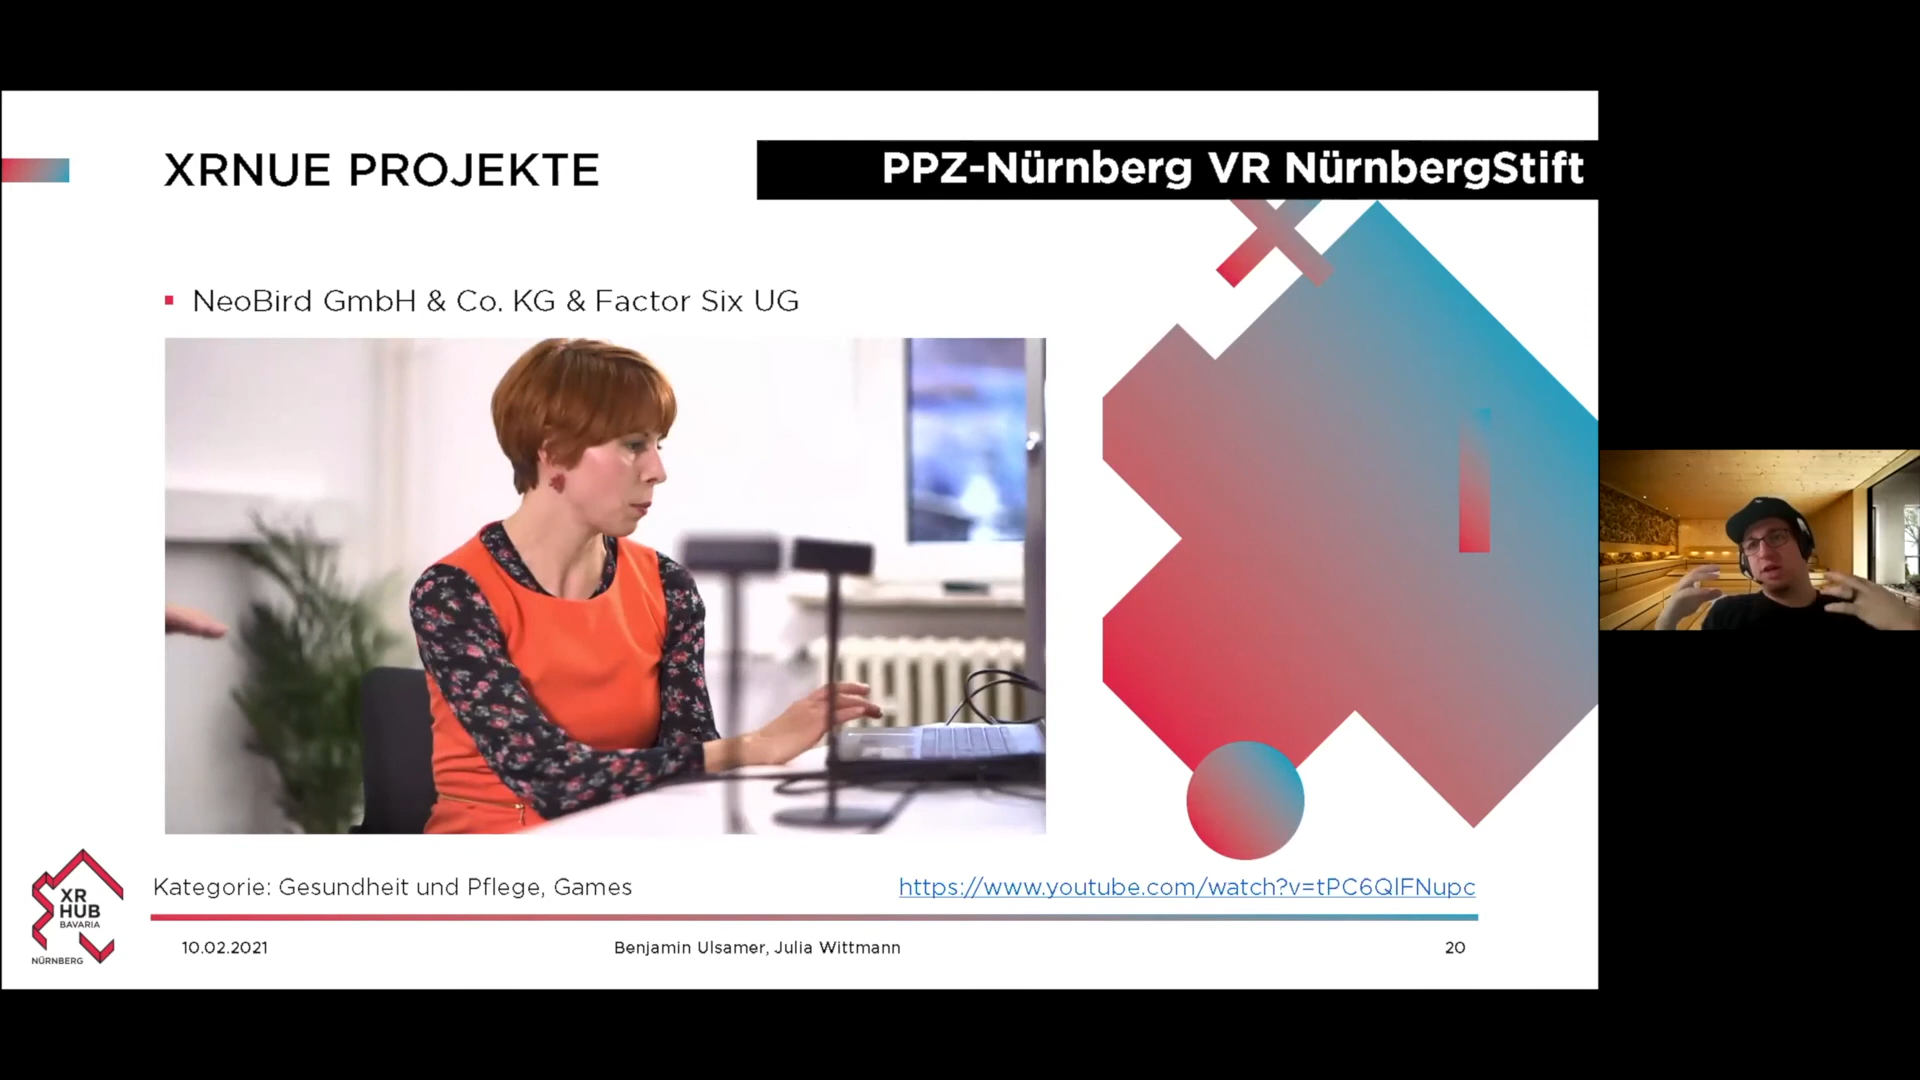 XRNUE PROJEKTE
PPZ-Nürnberg VR NürnbergStift
NeoBird GmbH & Co. KG & Factor Six UG
Kategorie: Gesundheit und Pflege, Games
https://www.youtube.com/watch?v=tPC6QlFNupc
XR
HUB
BAVARIA
NÜRNBERG
10.02.2021
Benjamin Ulsamer, Julia Wittmann
20